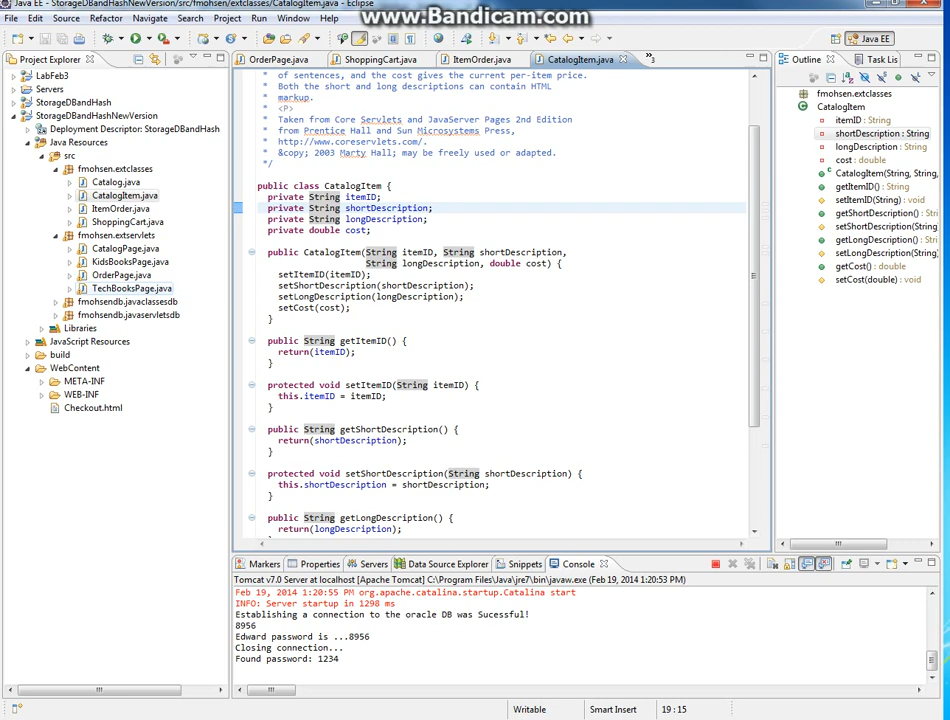 Java EE - StorageDBandHashNewVersion/src/fmohsen/extclasses/CatalogItem.java - Eclipse
www.Bandicam.com
File Edit Source Refactor Navigate Search Project Run Window Help
Java EE
Project Explorer
OrderPage.java ShoppingCart.java ItemOrder.java CatalogItem.java »3
Outline Task Lis
LabFeb3
Servers
StorageDBandHash
StorageDBandHashNewVersion
Deployment Descriptor: StorageDBandHash
Java Resources
src
fmohsen.extclasses
Catalog.java
CatalogItem.java
ItemOrder.java
ShoppingCart.java
fmohsen.extservlets
CatalogPage.java
KidsBooksPage.java
OrderPage.java
TechBooksPage.java
fmohsendb.javaclassesdb
fmohsendb.javaservletsdb
Libraries
JavaScript Resources
build
WebContent
META-INF
WEB-INF
Checkout.html
* of sentences, and the cost gives the current per-item price.
* Both the short and long descriptions can contain HTML
* markup.
* <P>
* Taken from Core Servlets and JavaServer Pages 2nd Edition
* from Prentice Hall and Sun Microsystems Press,
* http://www.coreservlets.com/.
* &copy; 2003 Marty Hall; may be freely used or adapted.
*/
public class CatalogItem {
private String itemID;
private String shortDescription;
private String longDescription;
private double cost;
public CatalogItem(String itemID, String shortDescription,
String longDescription, double cost) {
setItemID(itemID);
setShortDescription(shortDescription);
setLongDescription(longDescription);
setCost(cost);
}
public String getItemID() {
return(itemID);
}
protected void setItemID(String itemID) {
this.itemID = itemID;
}
public String getShortDescription() {
return(shortDescription);
}
protected void setShortDescription(String shortDescription) {
this.shortDescription = shortDescription;
}
public String getLongDescription() {
return(longDescription);
fmohsen.extclasses
CatalogItem
itemID : String
shortDescription : String
longDescription : String
cost : double
CatalogItem(String, String,
getItemID() : String
setItemID(String) : void
getShortDescription() :
setShortDescription(Strin
getLongDescription() : S
setLongDescription(Strin
getCost() : double
setCost(double) : void
Markers Properties Servers Data Source Explorer Snippets Console
Tomcat v7.0 Server at localhost [Apache Tomcat] C:\Program Files\Java\jre7\bin\javaw.exe (Feb 19, 2014 1:20:53 PM)
Feb 19, 2014 1:20:55 PM org.apache.catalina.startup.Catalina start
INFO: Server startup in 1298 ms
Establishing a connection to the oracle DB was Sucessful!
8956
Edward password is ...8956
Closing connection...
Found password: 1234
Writable Smart Insert 19 : 15